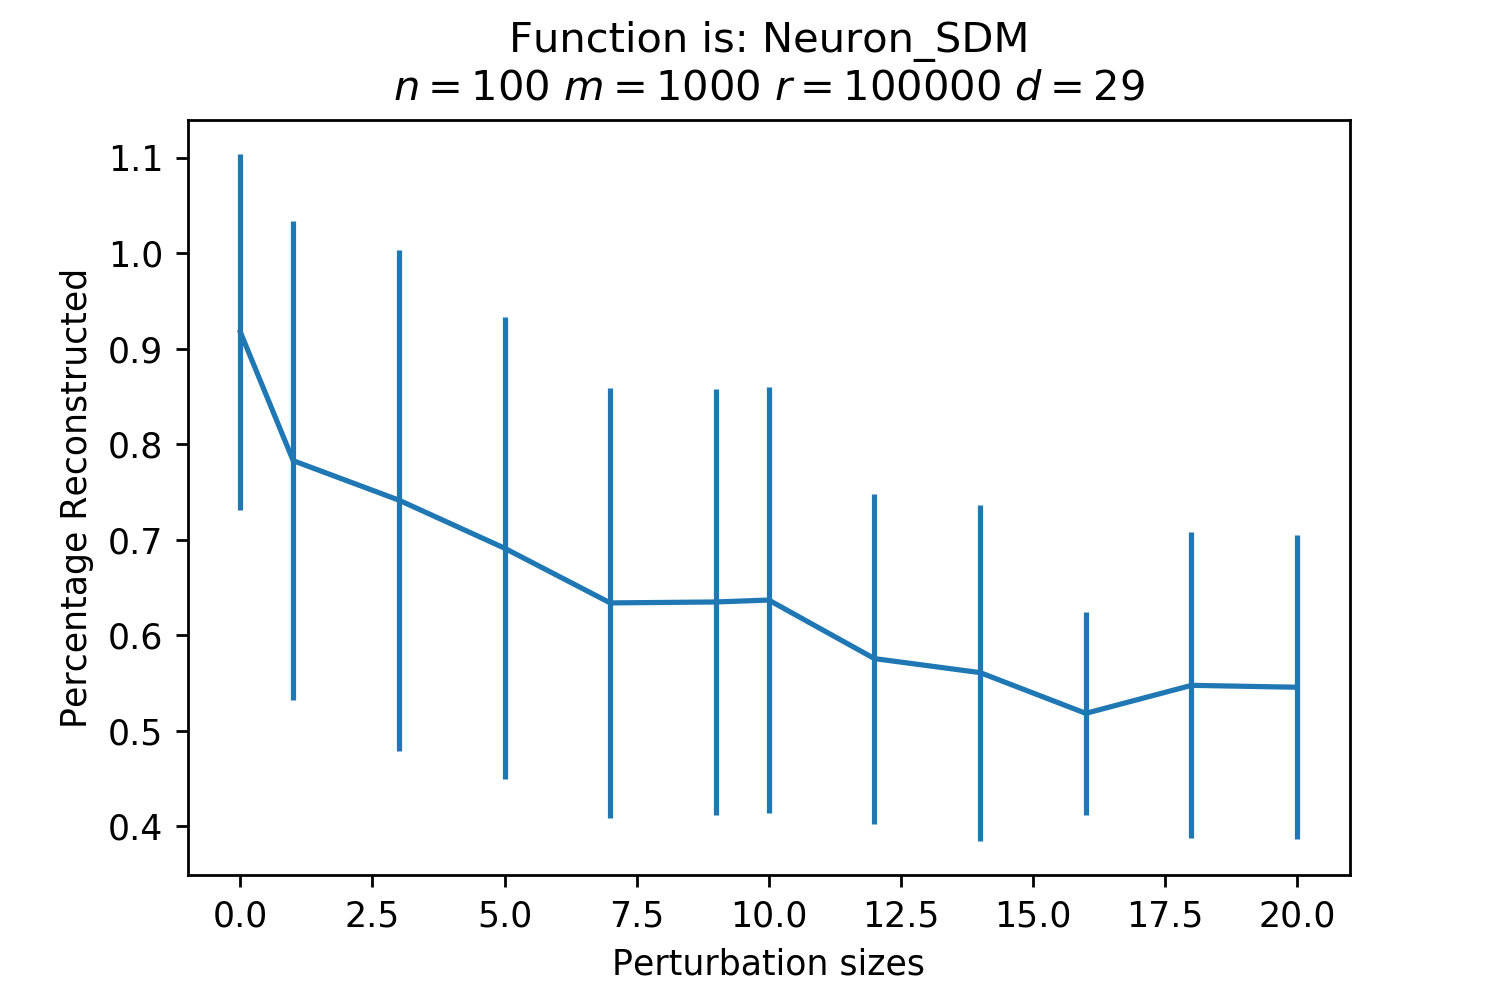 Function is: Neuron_SDM
n = 100 m = 1000 r = 100000 d = 29
Percentage Reconstructed
1.1
1.0
0.9
0.8
0.7
0.6
0.5
0.4
0.0 2.5 5.0 7.5 10.0 12.5 15.0 17.5 20.0
Perturbation sizes